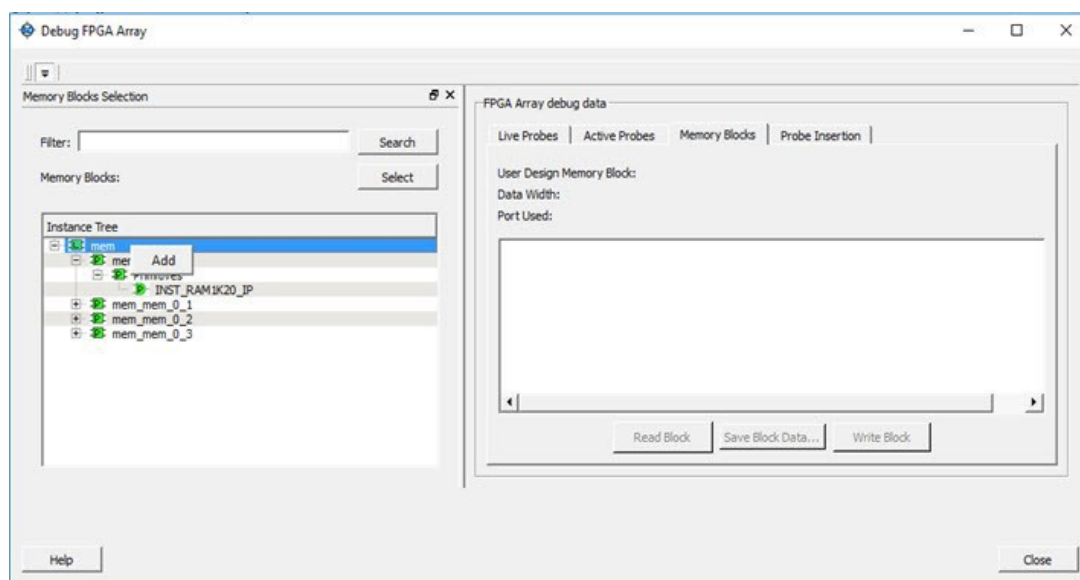 Debug FPGA Array
Memory Blocks Selection
Filter:
Search
Memory Blocks:
Select
Instance Tree
mem
Add
Primitives
INST_RAM1K20_IP
mem_mem_0_1
mem_mem_0_2
mem_mem_0_3
FPGA Array debug data
Live Probes
Active Probes
Memory Blocks
Probe Insertion
User Design Memory Block:
Data Width:
Port Used:
Read Block
Save Block Data...
Write Block
Help
Close